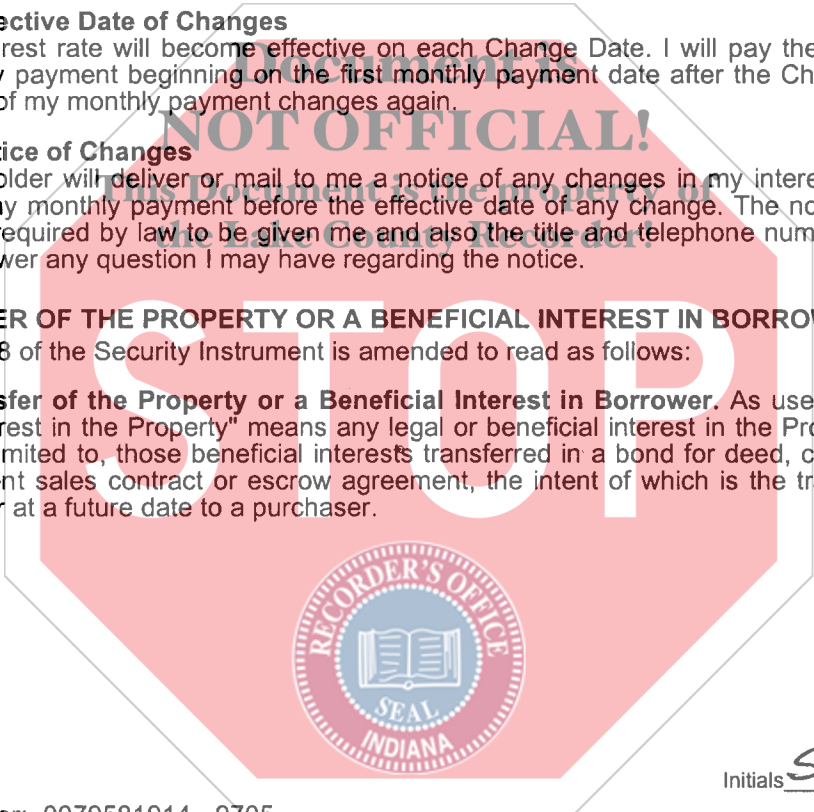 ective Date of Changes
rest rate will become effective on each Change Date. I will pay the
payment beginning on the first monthly payment date after the Ch
of my monthly payment changes again.
ice of Changes
older will deliver or mail to me a notice of any changes in my intere
y monthly payment before the effective date of any change. The no
equired by law to be given me and also the title and telephone num
wer any question I may have regarding the notice.
ER OF THE PROPERTY OR A BENEFICIAL INTEREST IN BORROW
8 of the Security Instrument is amended to read as follows:
sfer of the Property or a Beneficial Interest in Borrower. As use
rest in the Property" means any legal or beneficial interest in the Pro
mited to, those beneficial interests transferred in a bond for deed, c
nt sales contract or escrow agreement, the intent of which is the tr
r at a future date to a purchaser.
Document is
NOT OFFICIAL!
This Document is the property of
the Lake County Recorder!
STOP
RECORDER'S OFFICE
SEAL
INDIANA
Initials